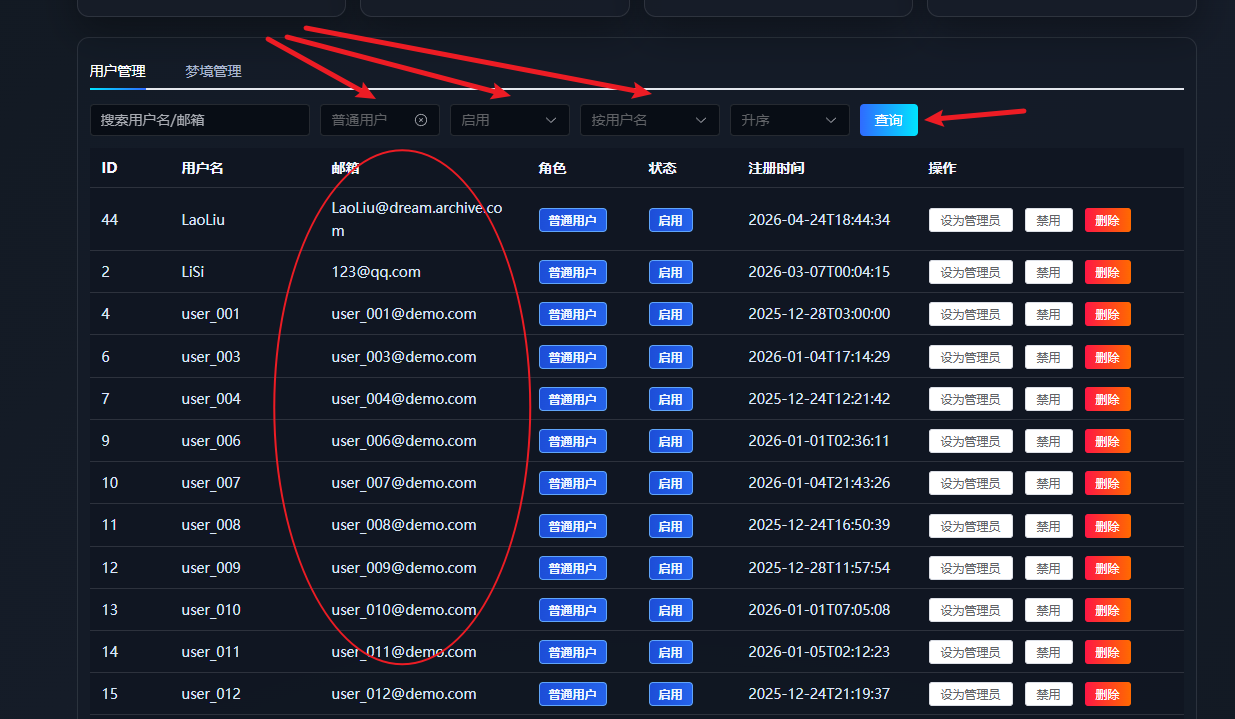 用户管理 梦境管理
搜索用户名/邮箱 普通用户 启用 按用户名 升序 查询
ID 用户名 邮箱 角色 状态 注册时间 操作
44 LaoLiu LaoLiu@dream.archive.co 普通用户 启用 2026-04-24T18:44:34 设为管理员 禁用 删除
m
2 LiSi 123@qq.com 普通用户 启用 2026-03-07T00:04:15 设为管理员 禁用 删除
4 user_001 user_001@demo.com 普通用户 启用 2025-12-28T03:00:00 设为管理员 禁用 删除
6 user_003 user_003@demo.com 普通用户 启用 2026-01-04T17:14:29 设为管理员 禁用 删除
7 user_004 user_004@demo.com 普通用户 启用 2025-12-24T12:21:42 设为管理员 禁用 删除
9 user_006 user_006@demo.com 普通用户 启用 2026-01-01T02:36:11 设为管理员 禁用 删除
10 user_007 user_007@demo.com 普通用户 启用 2026-01-04T21:43:26 设为管理员 禁用 删除
11 user_008 user_008@demo.com 普通用户 启用 2025-12-24T16:50:39 设为管理员 禁用 删除
12 user_009 user_009@demo.com 普通用户 启用 2025-12-28T11:57:54 设为管理员 禁用 删除
13 user_010 user_010@demo.com 普通用户 启用 2026-01-01T07:05:08 设为管理员 禁用 删除
14 user_011 user_011@demo.com 普通用户 启用 2026-01-05T02:12:23 设为管理员 禁用 删除
15 user_012 user_012@demo.com 普通用户 启用 2025-12-24T21:19:37 设为管理员 禁用 删除